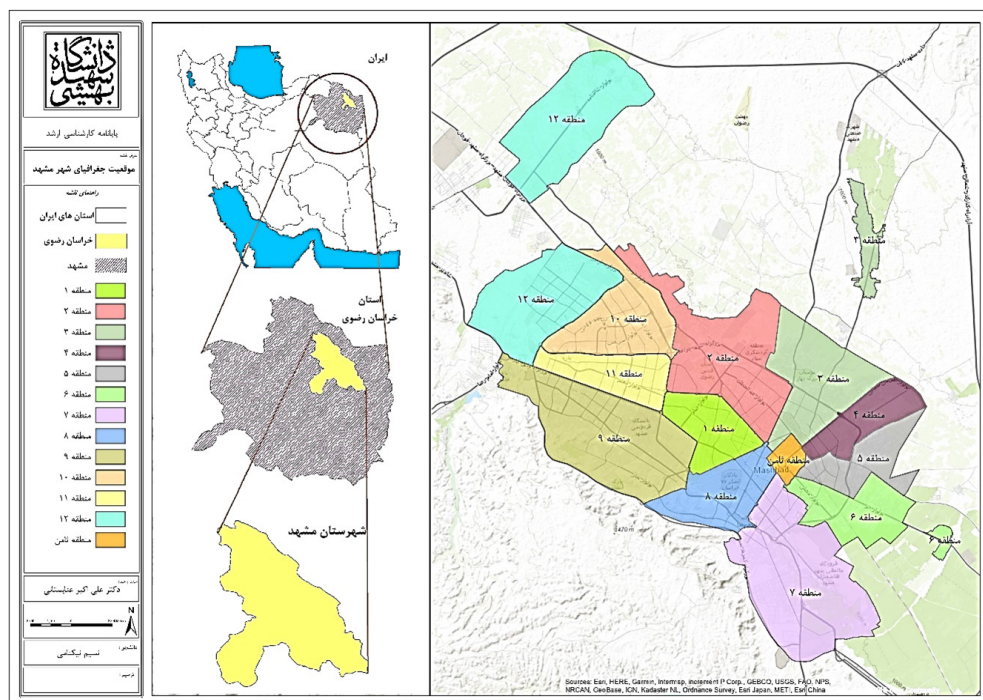 دانشگاه
شهید
بهشتی
پایانامه کارشناسی ارشد
موقعیت جغرافیای شهر مشهد
راهنمای نقشه
استان های ایران
خراسان رضوی
مشهد
منطقه ۱
منطقه ۲
منطقه ۳
منطقه ۴
منطقه ۵
منطقه ۶
منطقه ۷
منطقه ۸
منطقه ۹
منطقه ۱۰
منطقه ۱۱
منطقه ۱۲
منطقه ثامن
دکتر علی اکبر عنابستانی
N
نسیم نیکنامی
ایران
استان
خراسان رضوی
شهرستان مشهد
منطقه ۱۲
منطقه ۳
منطقه ۱۲
منطقه ۱۰
منطقه ۲
منطقه ۱۱
منطقه ۳
منطقه ۱
منطقه ۴
منطقه ۹
منطقه ثامن
Mashhad
منطقه ۵
منطقه ۸
منطقه ۶
منطقه ۶
منطقه ۷
Sources: Esri, HERE, Garmin, Intermap, increment P Corp., GEBCO, USGS, FAO, NPS,
NRCAN, GeoBase, IGN, Kadaster NL, Ordnance Survey, Esri Japan, METI, Esri China